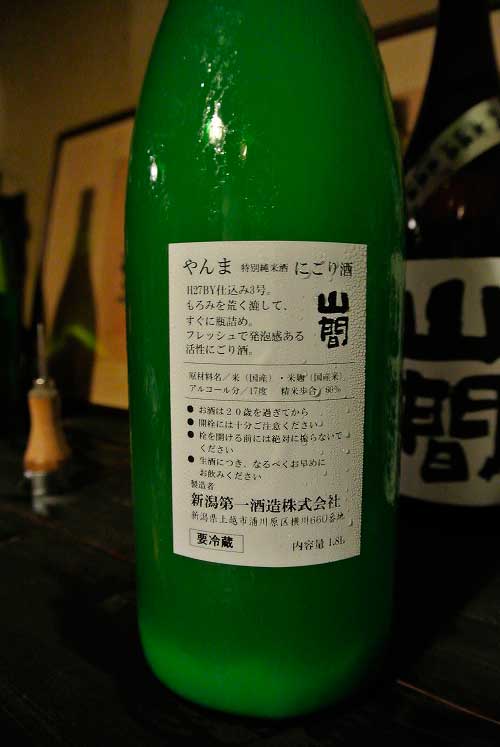 やんま 特別純米酒 にごり酒
H27BY仕込み3号。
もろみを荒く漉して、
すぐに瓶詰め。
フレッシュで発泡感ある
活性にごり酒。
山間
原材料名／米（国産）・米麹（国産米）
アルコール分／17度 精米歩合／60%
●お酒は20歳を過ぎてから
●開栓には十分ご注意ください
●栓を開ける前には絶対に振らないで
ください
●生酒につき、なるべくお早めに
お飲みください
製造者
新潟第一酒造株式会社
新潟県上越市浦川原区横川660番地
要冷蔵 内容量 1.8L
山間